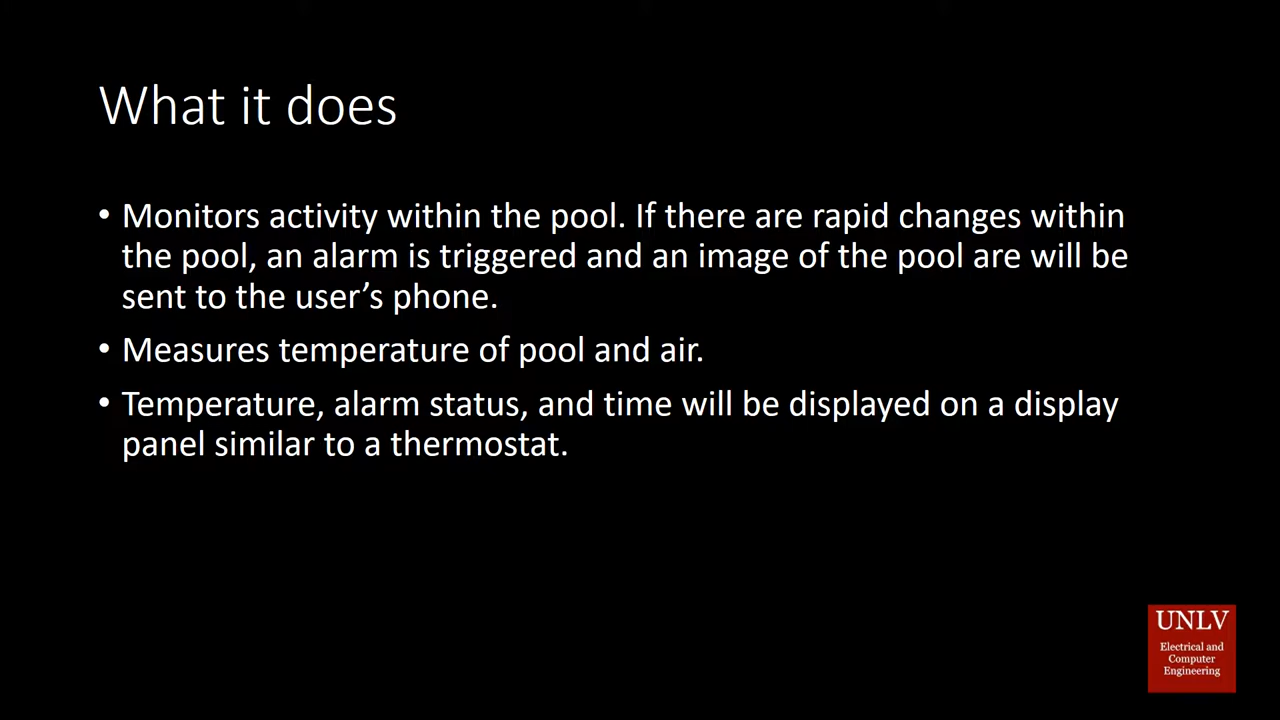 What it does
• Monitors activity within the pool. If there are rapid changes within
the pool, an alarm is triggered and an image of the pool are will be
sent to the user’s phone.
• Measures temperature of pool and air.
• Temperature, alarm status, and time will be displayed on a display
panel similar to a thermostat.
UNLV
Electrical and
Computer
Engineering